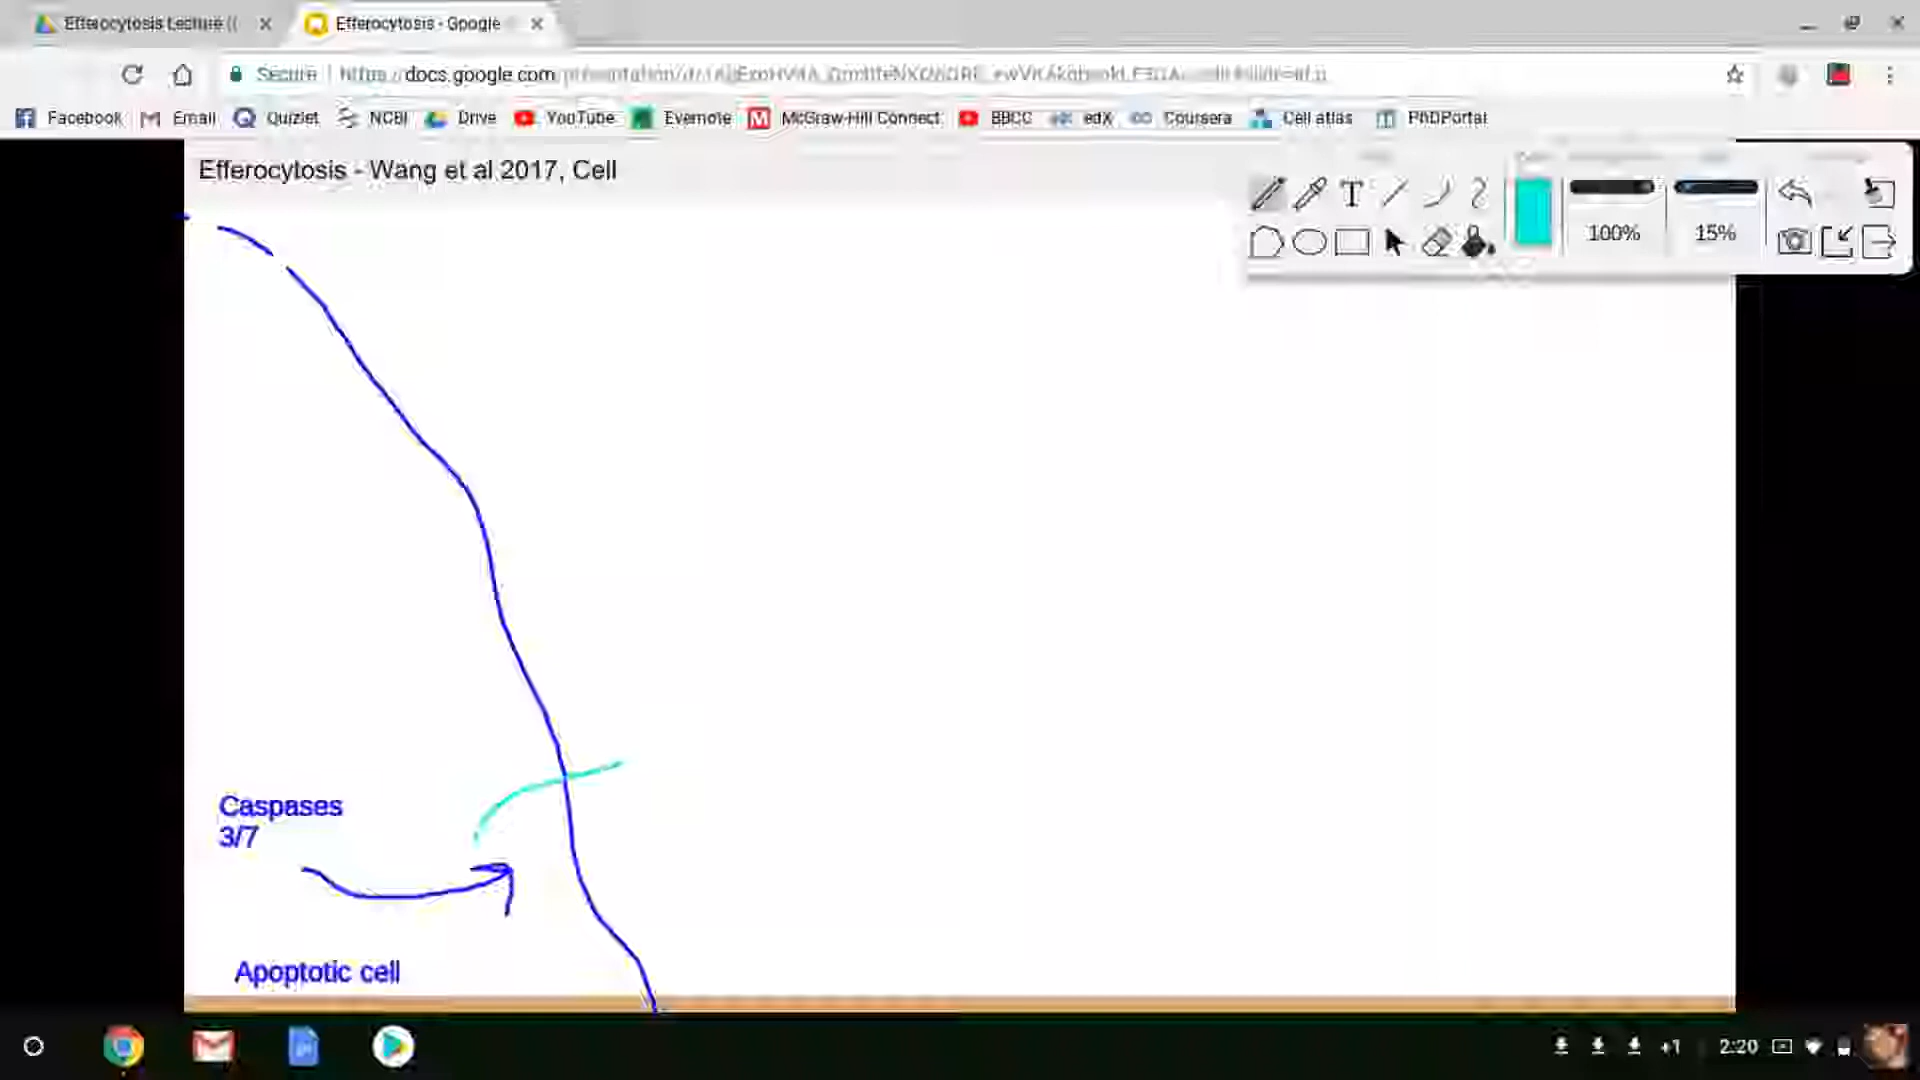 Efferocytosis Lecture ((
Efferocytosis - Google
Secure
https://docs.google.com
Facebook
Email
Quizlet
NCBI
Drive
YouTube
Evernote
McGraw-Hill Connect
BBCC
edX
Coursera
Cell atlas
PhDPortal
Efferocytosis - Wang et al 2017, Cell
T
100%
15%
Caspases
3/7
Apoptotic cell
+1
2:20